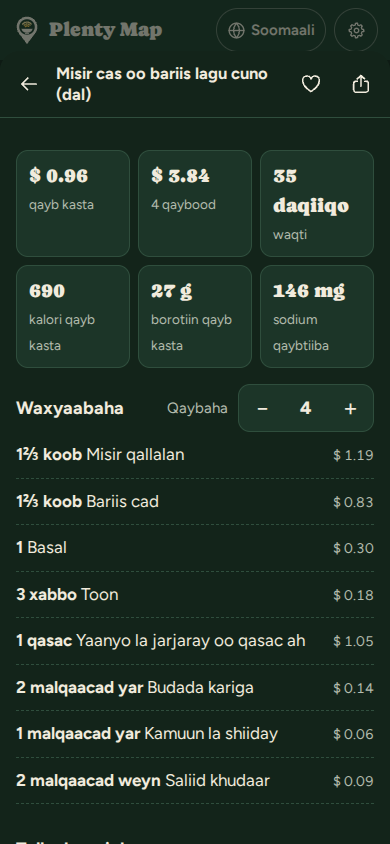 Plenty Map
Soomaali
Misir cas oo bariis lagu cuno
(dal)
$ 0.96
qayb kasta
$ 3.84
4 qaybood
35
daqiiqo
waqti
690
kalori qayb
kasta
27 g
borotiin qayb
kasta
146 mg
sodium
qaybtiiba
Waxyaabaha
Qaybaha
− 4 +
1⅔ koob Misir qallalan $ 1.19
1⅔ koob Bariis cad $ 0.83
1 Basal $ 0.30
3 xabbo Toon $ 0.18
1 qasac Yaanyo la jarjaray oo qasac ah $ 1.05
2 malqaacad yar Budada kariga $ 0.14
1 malqaacad yar Kamuun la shiiday $ 0.06
2 malqaacad weyn Saliid khudaar $ 0.09